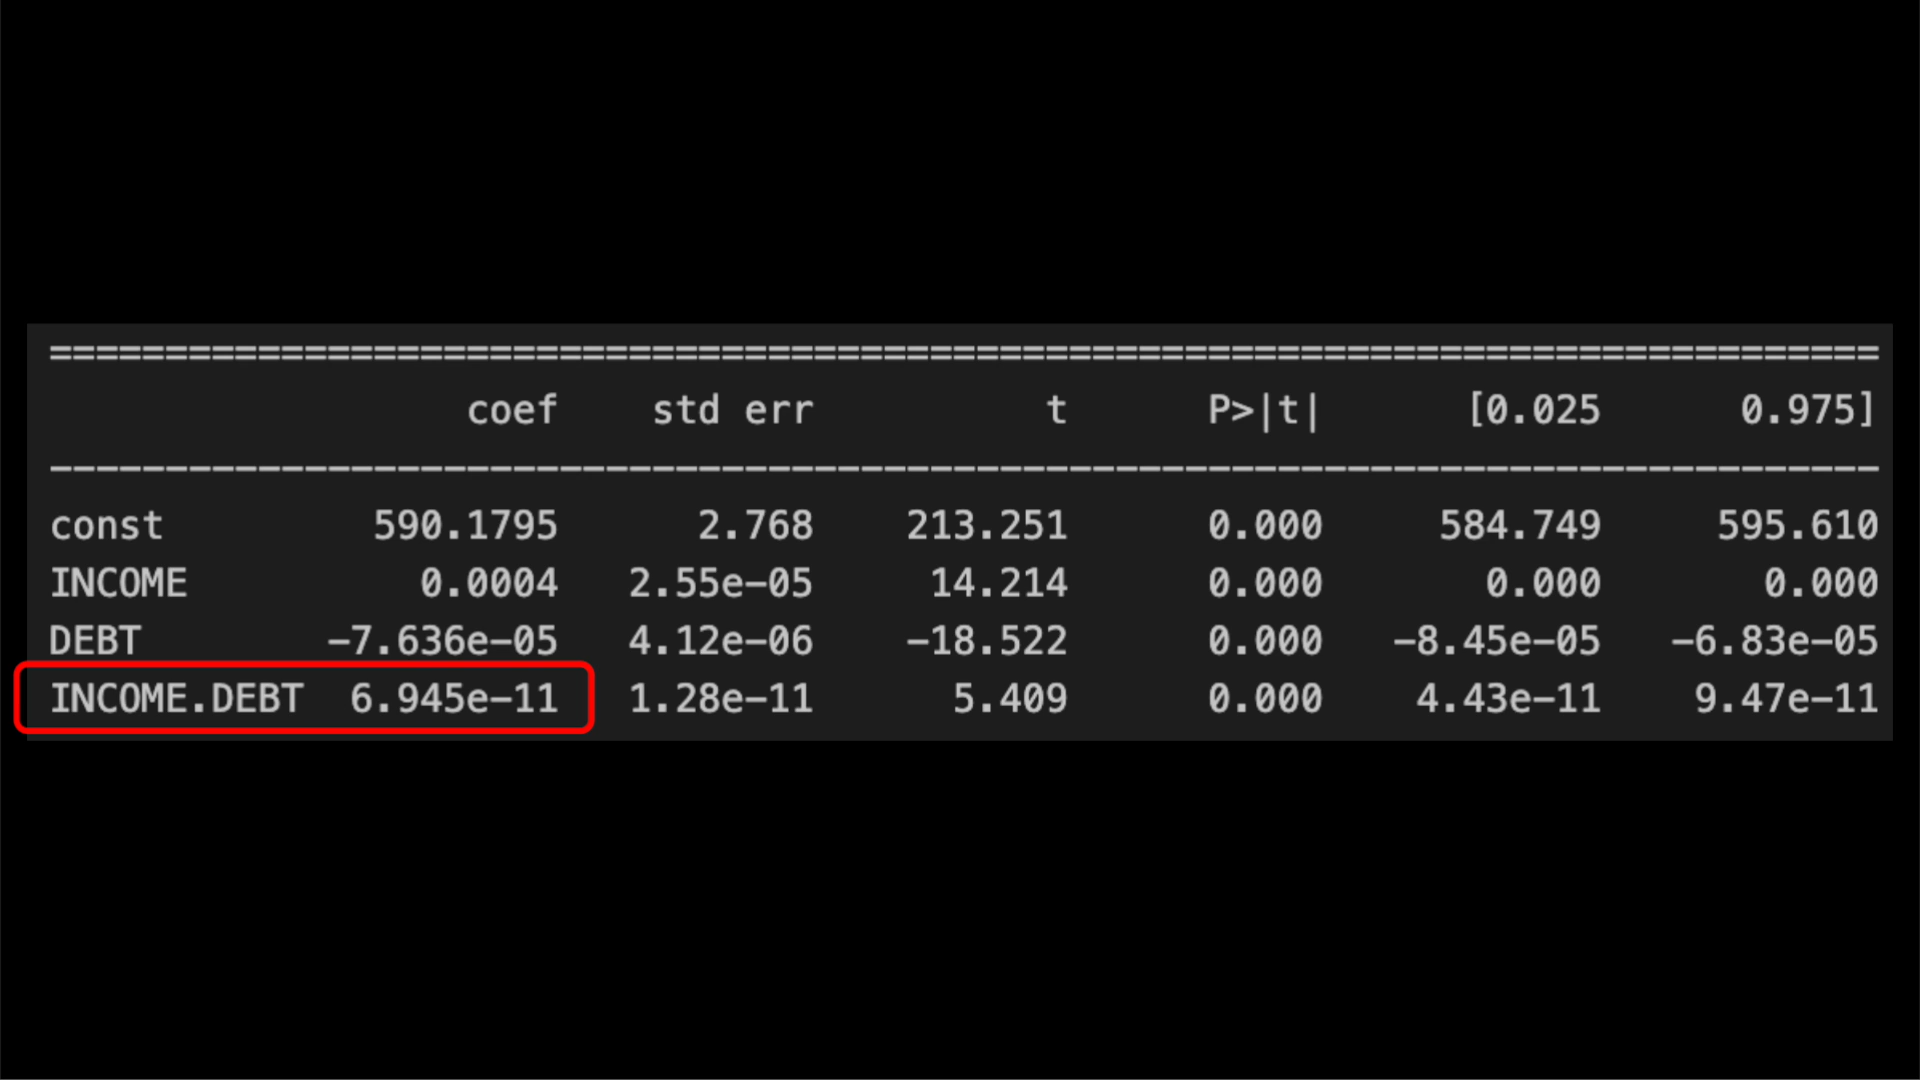 ===============================================================================
coef std err t P>|t| [0.025 0.975]
-------------------------------------------------------------------------------
const 590.1795 2.768 213.251 0.000 584.749 595.610
INCOME 0.0004 2.55e-05 14.214 0.000 0.000 0.000
DEBT -7.636e-05 4.12e-06 -18.522 0.000 -8.45e-05 -6.83e-05
INCOME.DEBT 6.945e-11 1.28e-11 5.409 0.000 4.43e-11 9.47e-11